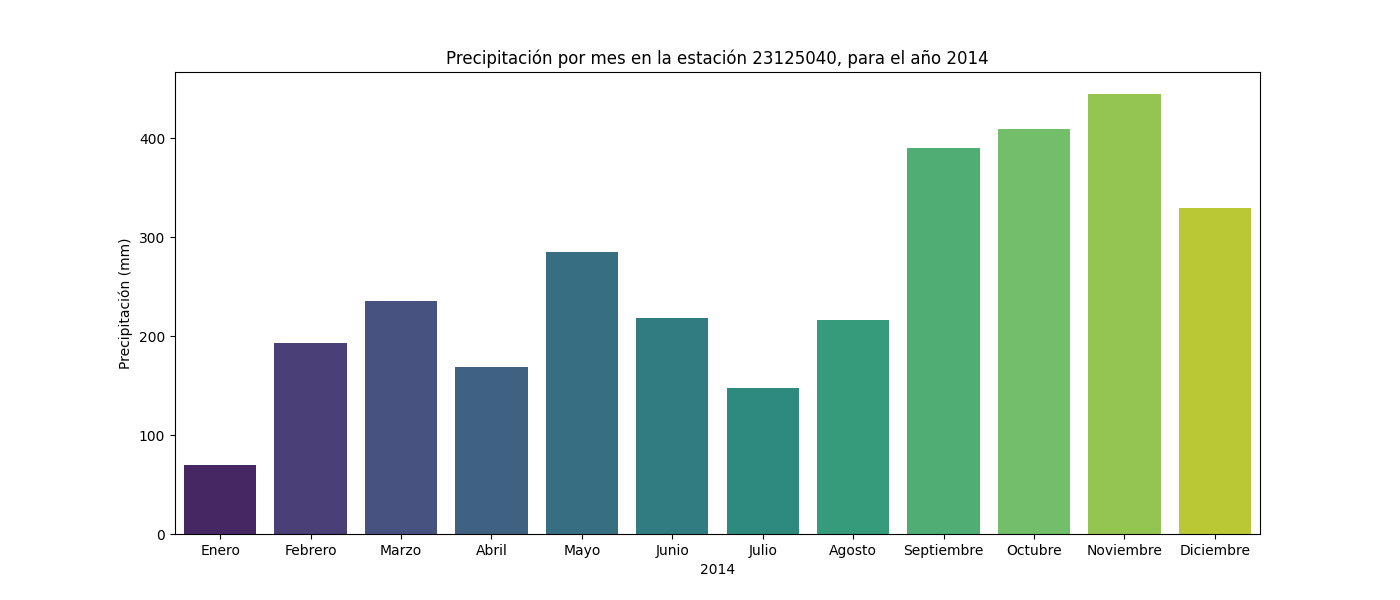 Precipitación por mes en la estación 23125040, para el año 2014
Precipitación (mm)
400
300
200
100
0
Enero Febrero Marzo Abril Mayo Junio Julio Agosto Septiembre Octubre Noviembre Diciembre
2014